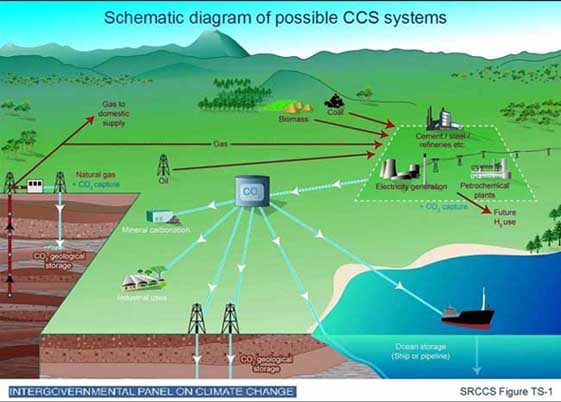 Schematic diagram of possible CCS systems
Gas to
domestic
supply
Biomass
Coal
Cement / steel /
refineries etc.
Gas
Oil
Natural gas
+ CO₂ capture
CO₂
Electricity generation
Petrochemical
plants
+ CO₂ capture
Future
H₂ use
Mineral carbonation
CO₂ geological
storage
Industrial uses
Ocean storage
(Ship or pipeline)
CO₂ geological
storage
INTERGOVERNMENTAL PANEL ON CLIMATE CHANGE
SRCCS Figure TS-1